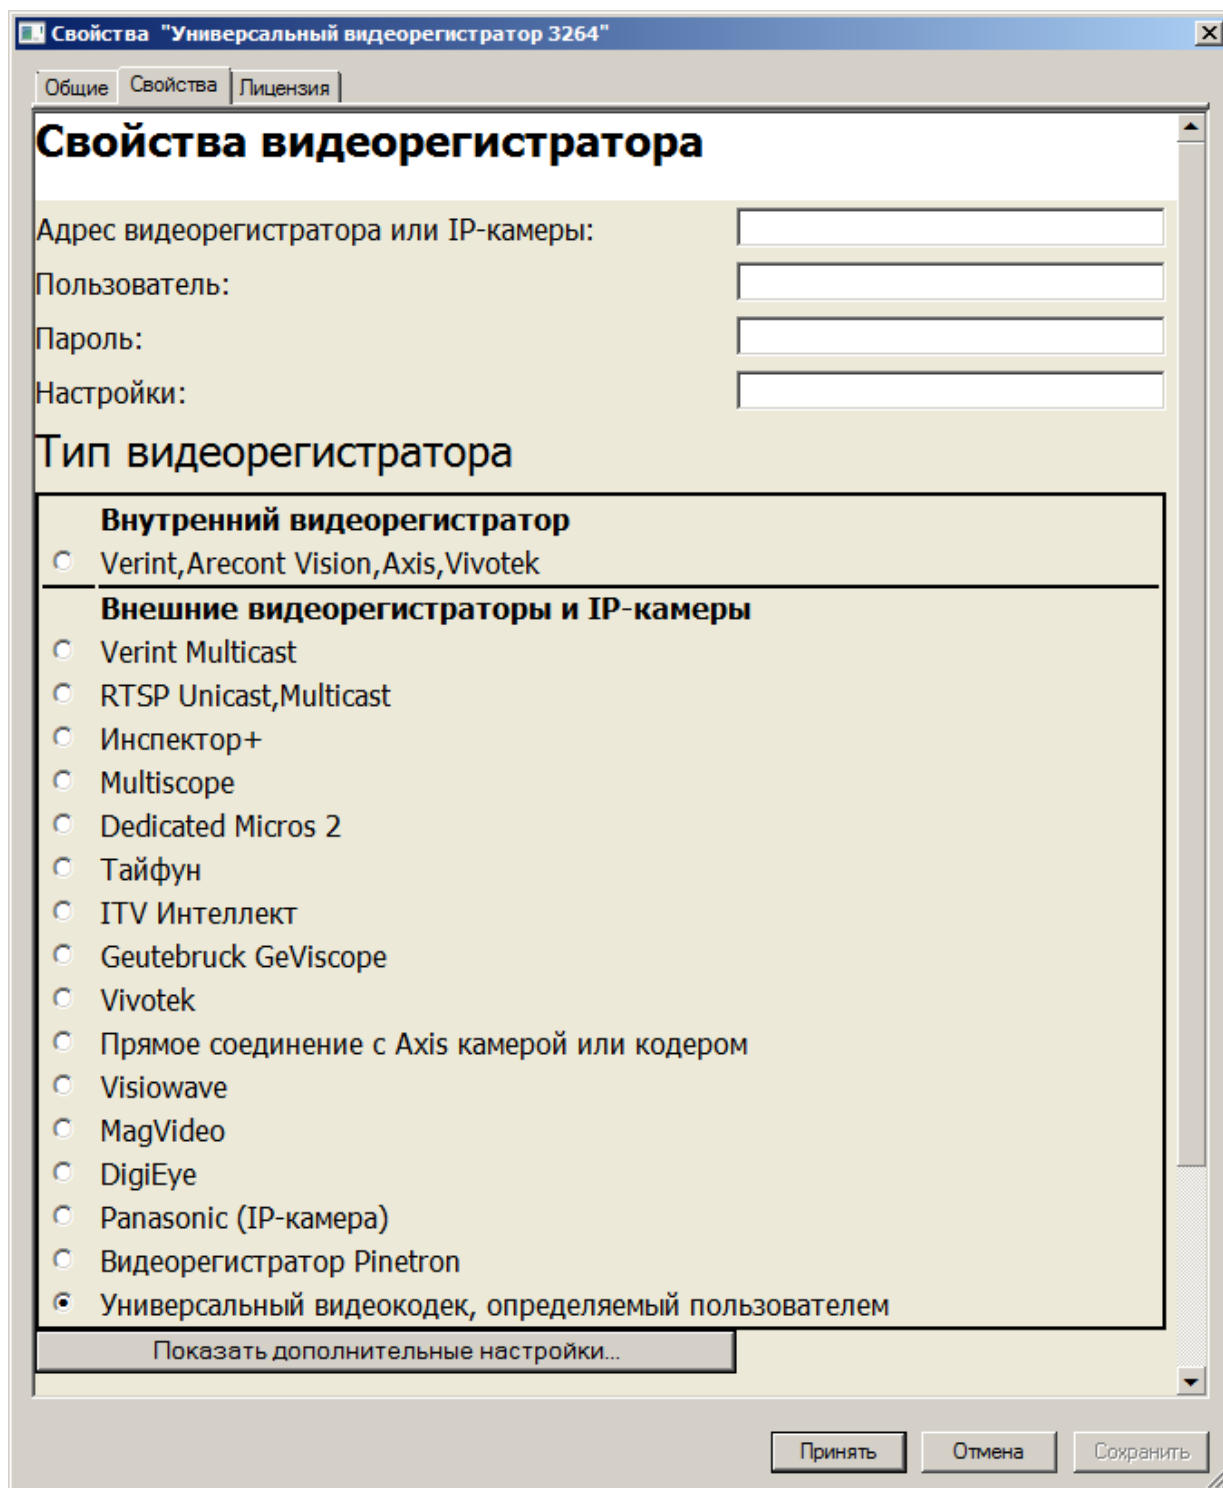 Свойства "Универсальный видеорегистратор 3264"
Общие Свойства Лицензия
Свойства видеорегистратора
Адрес видеорегистратора или IP-камеры:
Пользователь:
Пароль:
Настройки:
Тип видеорегистратора
Внутренний видеорегистратор
Verint,Arecont Vision,Axis,Vivotek
Внешние видеорегистраторы и IP-камеры
Verint Multicast
RTSP Unicast,Multicast
Инспектор+
Multiscope
Dedicated Micros 2
Тайфун
ITV Интеллект
Geutebruck GeViscope
Vivotek
Прямое соединение с Axis камерой или кодером
Visiowave
MagVideo
DigiEye
Panasonic (IP-камера)
Видеорегистратор Pinetron
Универсальный видеокодек, определяемый пользователем
Показать дополнительные настройки...
Принять Отмена Сохранить